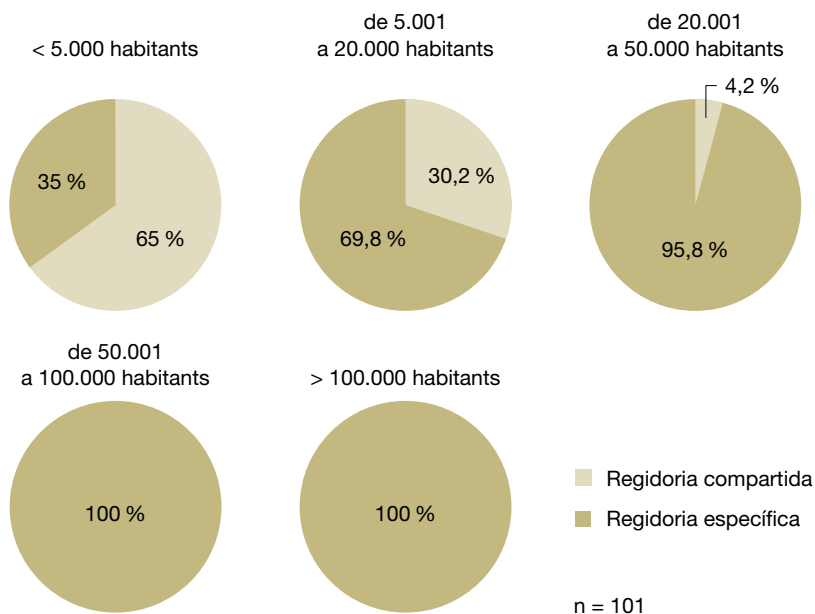 < 5.000 habitants
35 %
65 %
de 5.001
a 20.000 habitants
30,2 %
69,8 %
de 20.001
a 50.000 habitants
4,2 %
95,8 %
de 50.001
a 100.000 habitants
100 %
> 100.000 habitants
100 %
Regidoria compartida
Regidoria específica
n = 101